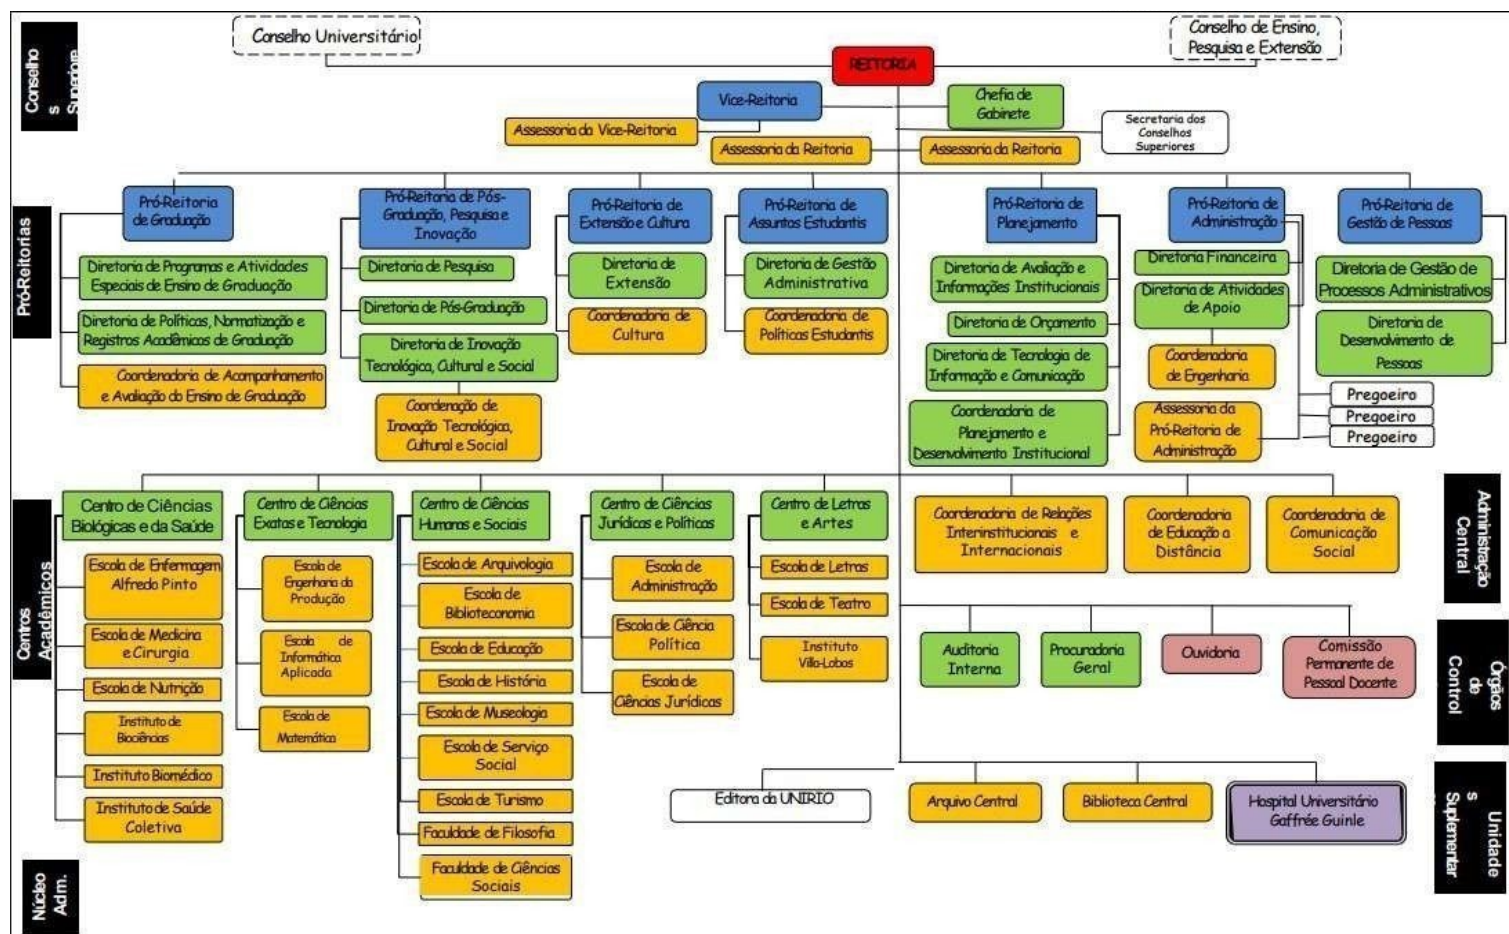 Conselho
s
Superiore
Conselho Universitário
Conselho de Ensino,
Pesquisa e Extensão
REITORIA
Vice-Reitoria
Chefia de
Gabinete
Assessoria da Vice-Reitoria
Secretaria dos
Conselhos
Superiores
Assessoria da Reitoria
Assessoria da Reitoria
Pró-Reitorias
Pró-Reitoria
de Graduação
Pró-Reitoria de Pós-
Graduação, Pesquisa e
Inovação
Pró-Reitoria de
Extensão e Cultura
Pró-Reitoria de
Assuntos Estudantis
Pró-Reitoria de
Planejamento
Pró-Reitoria de
Administração
Pró-Reitoria de
Gestão de Pessoas
Diretoria de Programas e Atividades
Especiais de Ensino de Graduação
Diretoria de Políticas, Normatização e
Registros Acadêmicos de Graduação
Coordenadoria de Acompanhamento
e Avaliação do Ensino de Graduação
Diretoria de Pesquisa
Diretoria de Pós-Graduação
Diretoria de Inovação
Tecnológica, Cultural e Social
Coordenação de
Inovação Tecnológica,
Cultural e Social
Diretoria de
Extensão
Coordenadoria de
Cultura
Diretoria de Gestão
Administrativa
Coordenadoria de
Políticas Estudantis
Diretoria de Avaliação e
Informações Institucionais
Diretoria de Orçamento
Diretoria de Tecnologia de
Informação e Comunicação
Coordenadoria de
Planejamento e
Desenvolvimento Institucional
Diretoria Financeira
Diretoria de Atividades
de Apoio
Coordenadoria
de Engenharia
Assessoria da
Pró-Reitoria de
Administração
Diretoria de Gestão de
Processos Administrativos
Diretoria de
Desenvolvimento de
Pessoas
Pregoeiro
Pregoeiro
Pregoeiro
Centros
Acadêmicos
Centro de Ciências
Biológicas e da Saúde
Escola de Enfermagem
Alfredo Pinto
Escola de Medicina
e Cirurgia
Escola de Nutrição
Instituto de
Biociências
Instituto Biomédico
Instituto de Saúde
Coletiva
Centro de Ciências
Exatas e Tecnologia
Escola de
Engenharia da
Produção
Escola de
Informática
Aplicada
Escola de
Matemática
Centro de Ciências
Humanas e Sociais
Escola de Arquivologia
Escola de
Biblioteconomia
Escola de Educação
Escola de História
Escola de Museologia
Escola de Serviço
Social
Escola de Turismo
Faculdade de Filosofia
Faculdade de Ciências
Sociais
Centro de Ciências
Jurídicas e Políticas
Escola de
Administração
Escola de Ciência
Política
Escola de
Ciências Jurídicas
Centro de Letras
e Artes
Escola de Letras
Escola de Teatro
Instituto
Villa-Lobos
Coordenadoria de Relações
Interinstitucionais e
Internacionais
Coordenadoria
de Educação a
Distância
Coordenadoria de
Comunicação
Social
Administração
Central
Auditoria
Interna
Procuradoria
Geral
Ouvidoria
Comissão
Permanente de
Pessoal Docente
Órgãos
de
Control
Editora da UNIRIO
Arquivo Central
Biblioteca Central
Hospital Universitário
Gaffrée Guinle
Unidade
s
Suplementar
Núcleo
Adm.